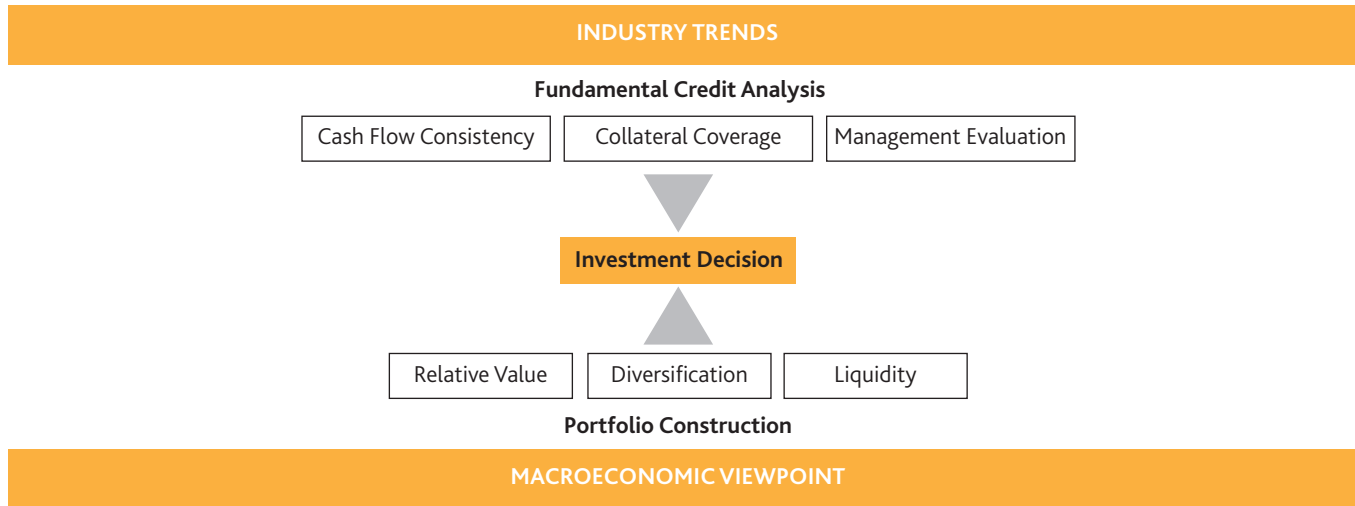 INDUSTRY TRENDS
Fundamental Credit Analysis
Cash Flow Consistency
Collateral Coverage
Management Evaluation
Investment Decision
Relative Value
Diversification
Liquidity
Portfolio Construction
MACROECONOMIC VIEWPOINT